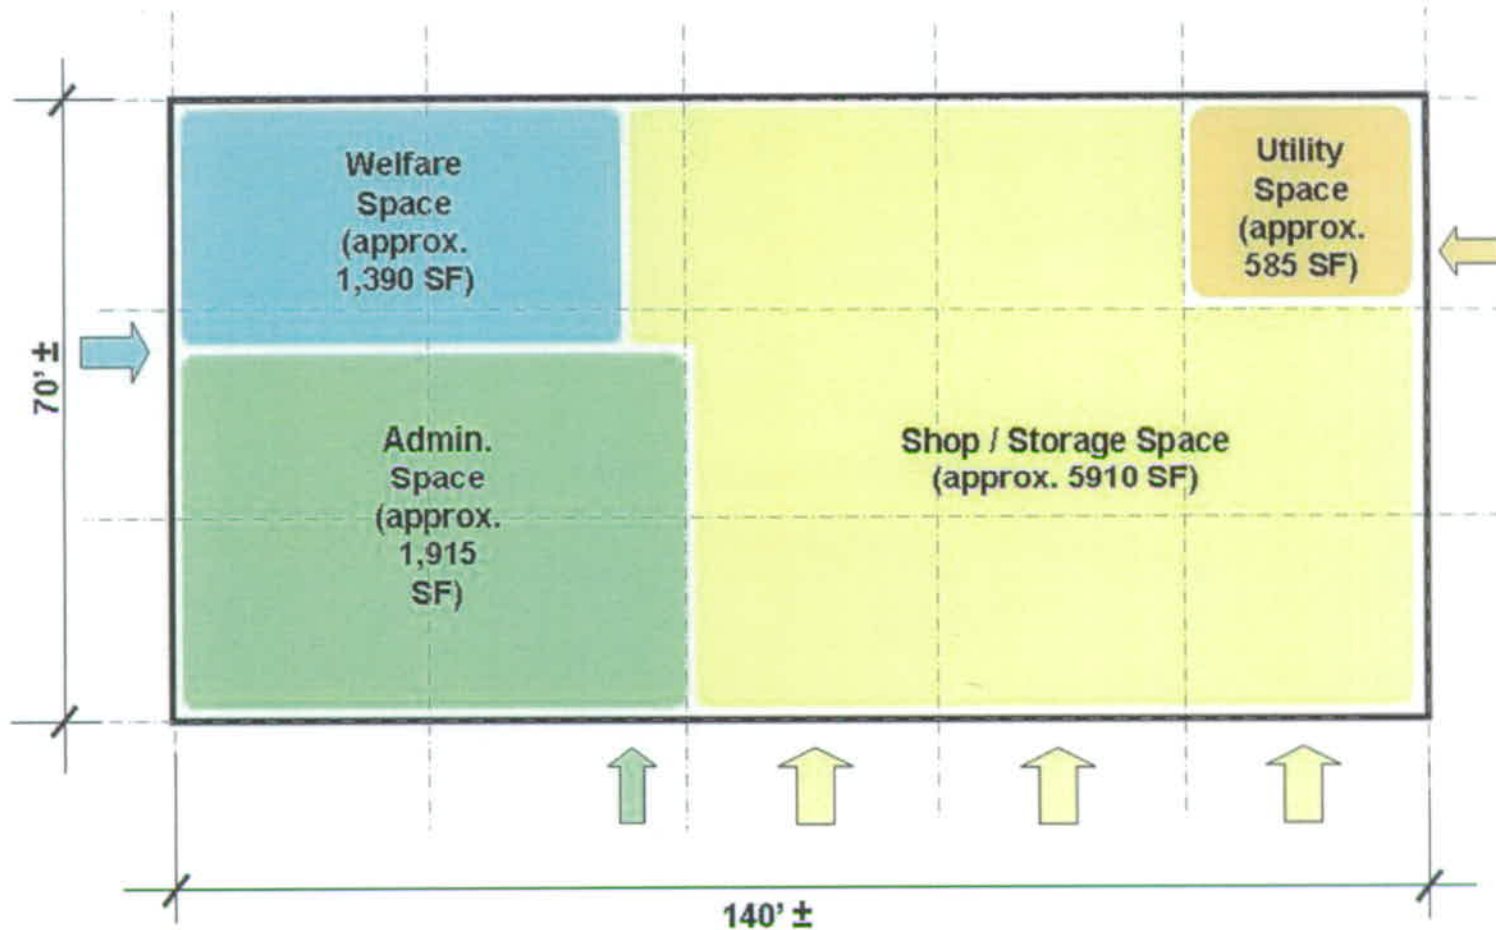 Welfare
Space
(approx.
1,390 SF)
Utility
Space
(approx.
585 SF)
70' ±
Admin.
Space
(approx.
1,915
SF)
Shop / Storage Space
(approx. 5910 SF)
140' ±